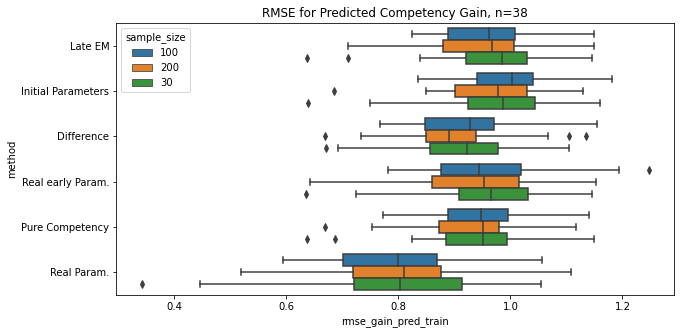 RMSE for Predicted Competency Gain, n=38
sample_size
100
200
30
method
Late EM
Initial Parameters
Difference
Real early Param.
Pure Competency
Real Param.
0.4
0.6
0.8
1.0
1.2
rmse_gain_pred_train